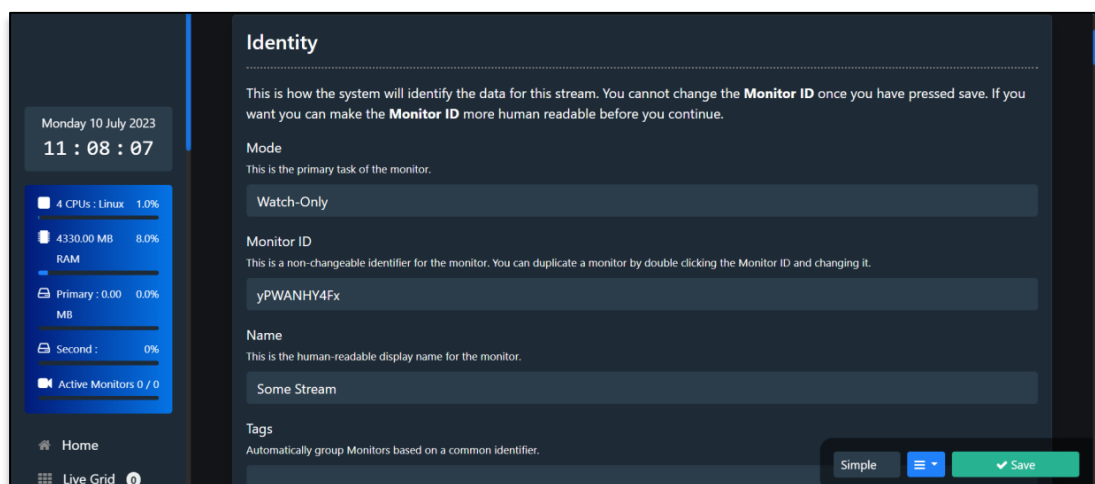 Monday 10 July 2023
11 : 08 : 07
4 CPUs : Linux 1.0%
4330.00 MB 8.0%
RAM
Primary : 0.00 0.0%
MB
Second : 0%
Active Monitors 0 / 0
Home
Live Grid 0
Identity
This is how the system will identify the data for this stream. You cannot change the Monitor ID once you have pressed save. If you
want you can make the Monitor ID more human readable before you continue.
Mode
This is the primary task of the monitor.
Watch-Only
Monitor ID
This is a non-changeable identifier for the monitor. You can duplicate a monitor by double clicking the Monitor ID and changing it.
yPWANHY4Fx
Name
This is the human-readable display name for the monitor.
Some Stream
Tags
Automatically group Monitors based on a common identifier.
Simple
Save